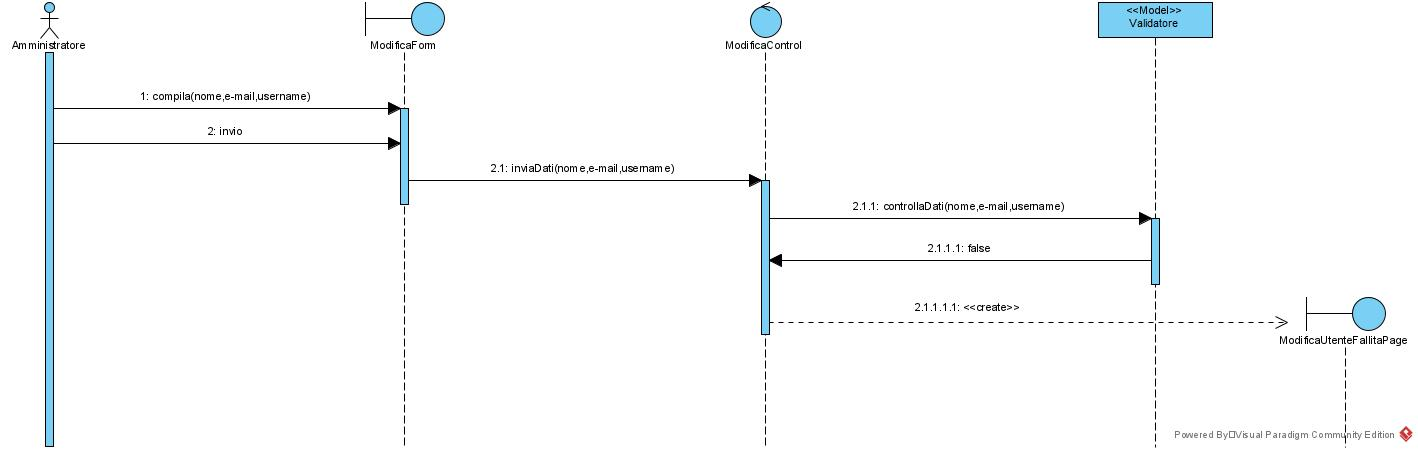 <<Model>>
Validatore
Amministratore
ModificaForm
ModificaControl
1: compila(nome,e-mail,username)
2: invio
2.1: inviaDati(nome,e-mail,username)
2.1.1: controllaDati(nome,e-mail,username)
2.1.1.1: false
2.1.1.1.1: <<create>>
ModificaUtenteFallitaPage
Powered By Visual Paradigm Community Edition